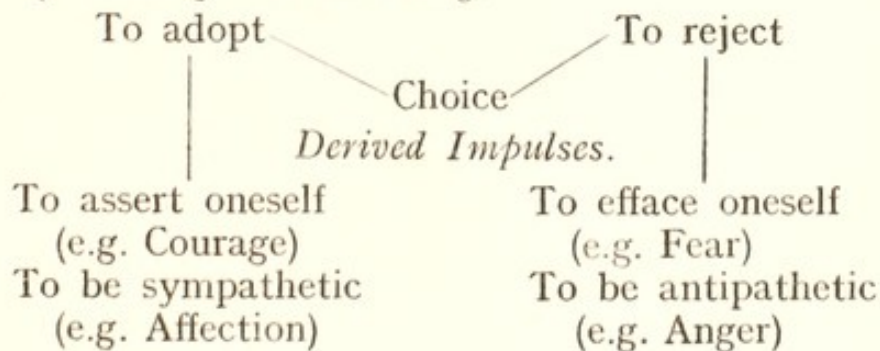 To adopt To reject
Choice
Derived Impulses.
To assert oneself To efface oneself
(e.g. Courage) (e.g. Fear)
To be sympathetic To be antipathetic
(e.g. Affection) (e.g. Anger)